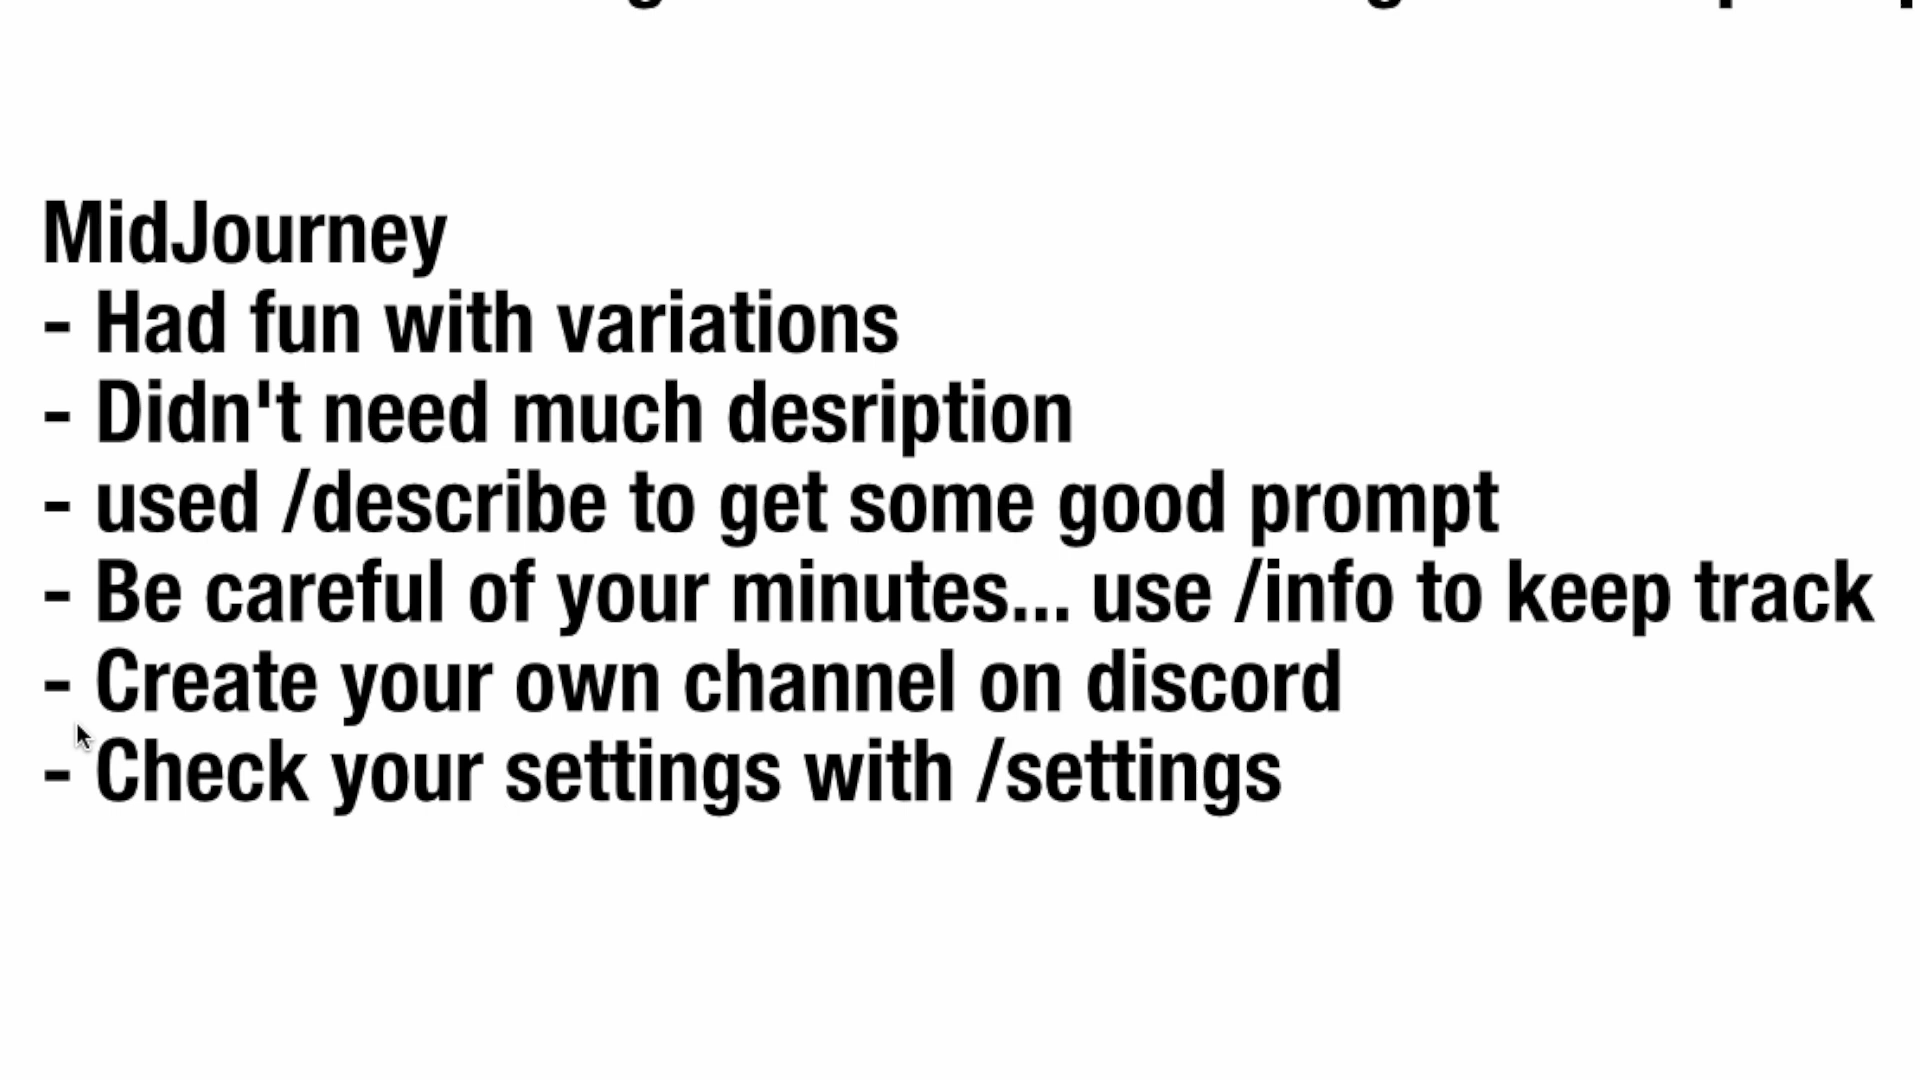 MidJourney
- Had fun with variations
- Didn't need much desription
- used /describe to get some good prompt
- Be careful of your minutes... use /info to keep track
- Create your own channel on discord
- Check your settings with /settings